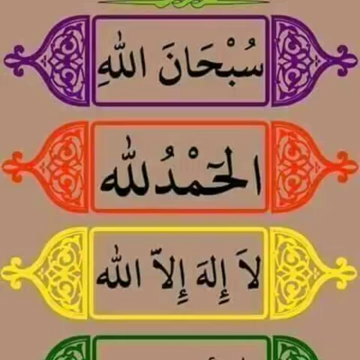 سُبْحَانَ اللهِ
الْحَمْدُ لله
لاَ إِلَهَ إِلاَّ الله